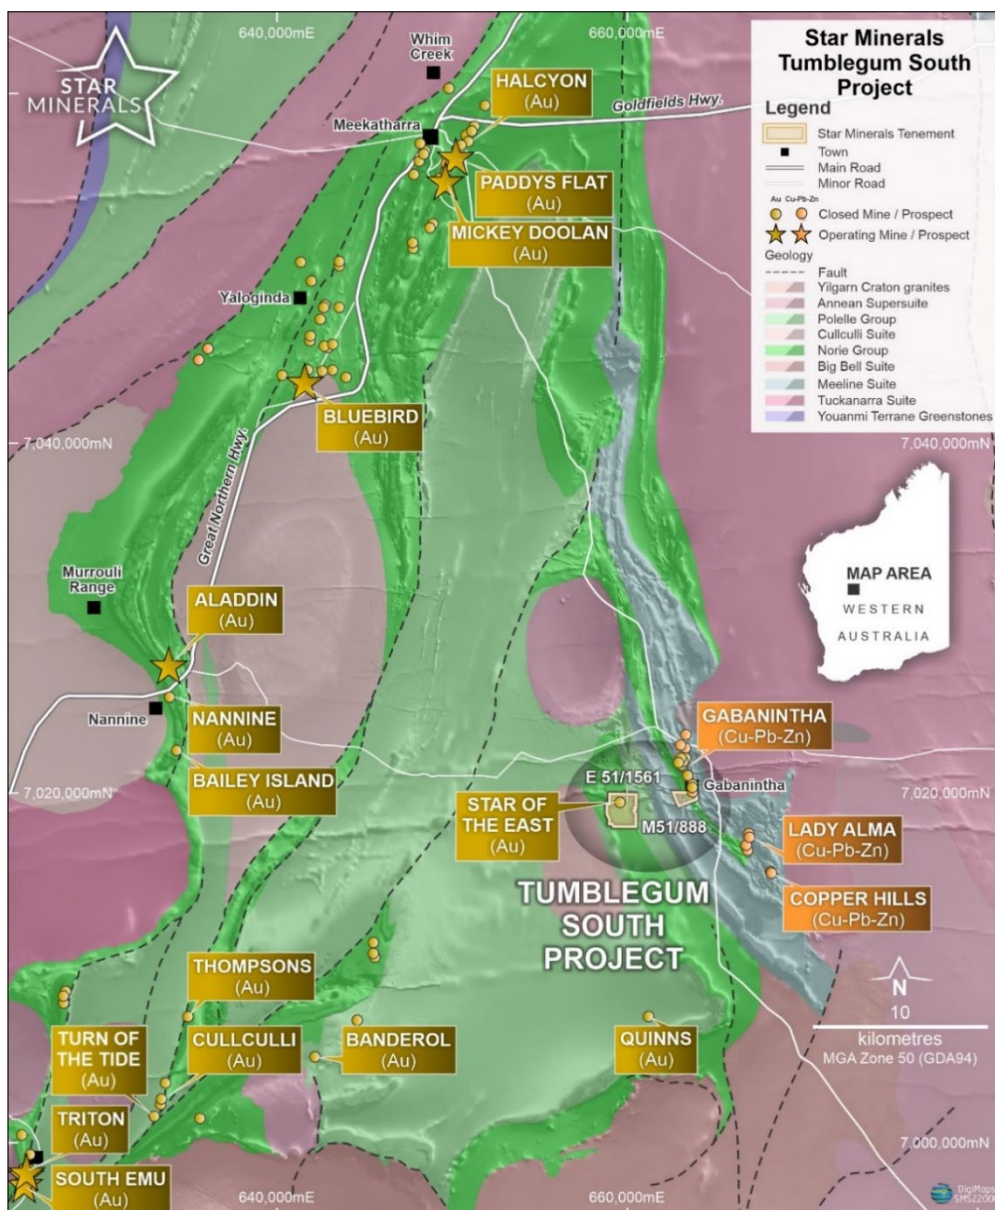 640,000mE
660,000mE
STAR
MINERALS
Whim
Creek
HALCYON
(Au)
Goldfields Hwy.
Meekatharra
PADDYS FLAT
(Au)
MICKEY DOOLAN
(Au)
Star Minerals
Tumblegum South
Project
Legend
Star Minerals Tenement
Town
Main Road
Minor Road
Au Cu-Pb-Zn
Closed Mine / Prospect
Operating Mine / Prospect
Geology
Fault
Yilgarn Craton granites
Annean Supersuite
Polelle Group
Cullculli Suite
Norie Group
Big Bell Suite
Meeline Suite
Tuckanarra Suite
Youanmi Terrane Greenstones
Yaloginda
BLUEBIRD
(Au)
7,040,000mN
7,040,000mN
Great Northern Hwy.
MAP AREA
WESTERN
AUSTRALIA
Murrouli
Range
ALADDIN
(Au)
Nannine
NANNINE
(Au)
BAILEY ISLAND
(Au)
GABANINTHA
(Cu-Pb-Zn)
E 51/1561
Gabanintha
7,020,000mN
7,020,000mN
STAR OF
THE EAST
(Au)
M51/888
LADY ALMA
(Cu-Pb-Zn)
COPPER HILLS
(Cu-Pb-Zn)
TUMBLEGUM
SOUTH
PROJECT
THOMPSONS
(Au)
N
10
kilometres
MGA Zone 50 (GDA94)
TURN OF
THE TIDE
(Au)
CULLCULLI
(Au)
BANDEROL
(Au)
QUINNS
(Au)
TRITON
(Au)
7,000,000mN
SOUTH EMU
(Au)
640,000mE
660,000mE
DigiMaps